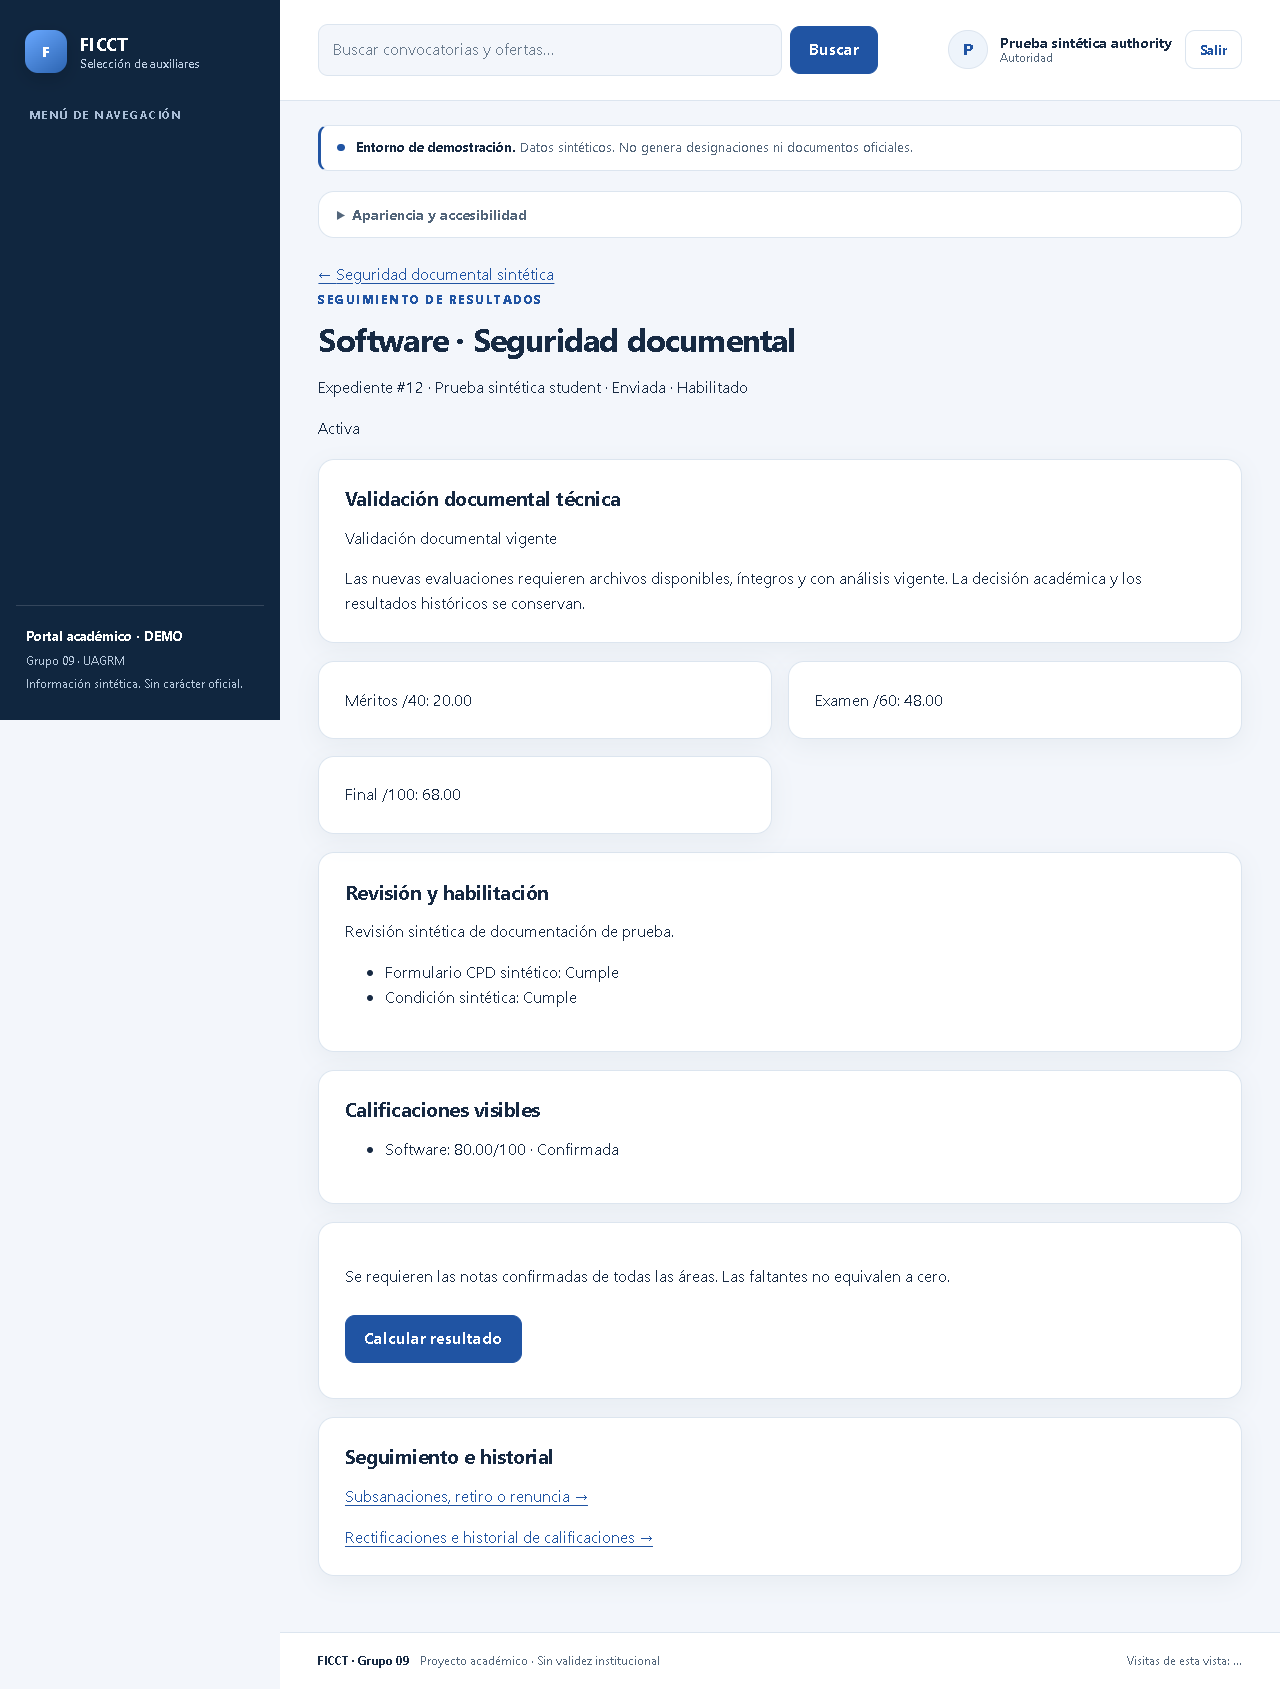 F
FICCT
Selección de auxiliares
MENÚ DE NAVEGACIÓN
Portal académico · DEMO
Grupo 09 · UAGRM
Información sintética. Sin carácter oficial.
Buscar convocatorias y ofertas...
Buscar
P
Prueba sintética authority
Autoridad
Salir
Entorno de demostración. Datos sintéticos. No genera designaciones ni documentos oficiales.
▶ Apariencia y accesibilidad
← Seguridad documental sintética
SEGUIMIENTO DE RESULTADOS
Software · Seguridad documental
Expediente #12 · Prueba sintética student · Enviada · Habilitado
Activa
Validación documental técnica
Validación documental vigente
Las nuevas evaluaciones requieren archivos disponibles, íntegros y con análisis vigente. La decisión académica y los
resultados históricos se conservan.
Méritos /40: 20.00
Examen /60: 48.00
Final /100: 68.00
Revisión y habilitación
Revisión sintética de documentación de prueba.
• Formulario CPD sintético: Cumple
• Condición sintética: Cumple
Calificaciones visibles
• Software: 80.00/100 · Confirmada
Se requieren las notas confirmadas de todas las áreas. Las faltantes no equivalen a cero.
Calcular resultado
Seguimiento e historial
Subsanaciones, retiro o renuncia →
Rectificaciones e historial de calificaciones →
FICCT · Grupo 09 Proyecto académico · Sin validez institucional
Visitas de esta vista: ...